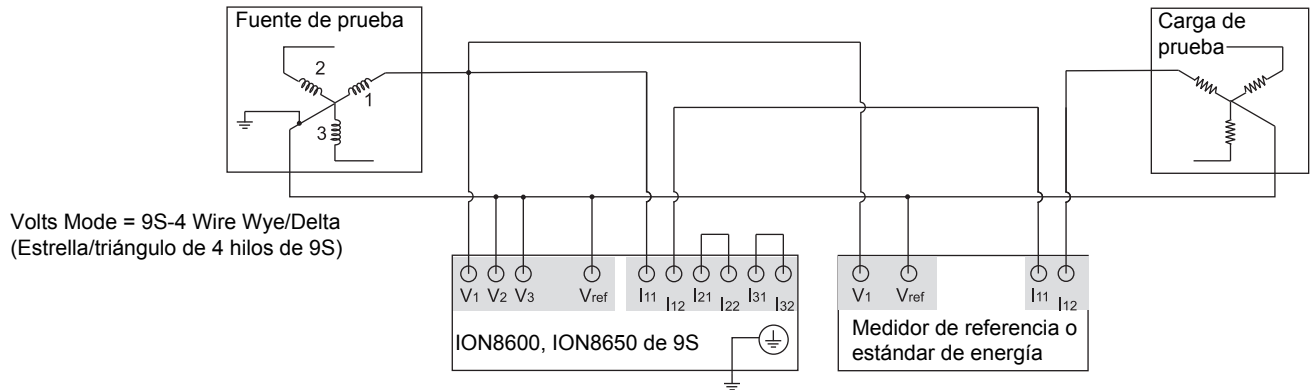 Fuente de prueba
2
1
3
Carga de
prueba
Volts Mode = 9S-4 Wire Wye/Delta
(Estrella/triángulo de 4 hilos de 9S)
V1 V2 V3 Vref I11 I12 I21 I22 I31 I32
ION8600, ION8650 de 9S
V1 Vref I11 I12
Medidor de referencia o
estándar de energía